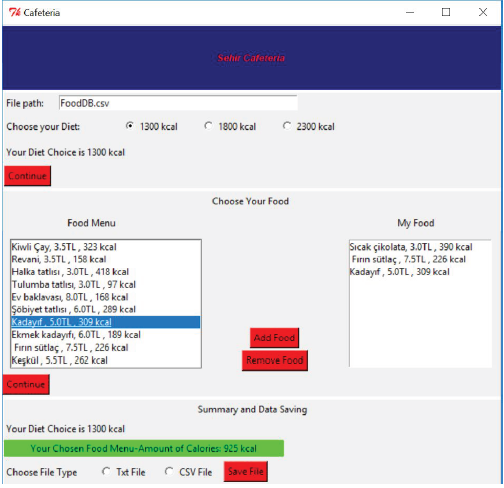 Cafeteria
Sehir Cafeteria
File path: FoodDB.csv
Choose your Diet: 1300 kcal 1800 kcal 2300 kcal
Your Diet Choice is 1300 kcal
Continue
Choose Your Food
Food Menu
My Food
Kiwli Çay, 3.5TL , 323 kcal
Revani, 3.5TL , 158 kcal
Halka tatlısı , 3.0TL , 418 kcal
Tulumba tatlısı, 3.0TL , 97 kcal
Ev baklavası, 8.0TL , 168 kcal
Şöbiyet tatlısı , 6.0TL , 289 kcal
Kadayıf , 5.0TL , 309 kcal
Ekmek kadayıfı, 6.0TL , 189 kcal
Fırın sütlaç , 7.5TL , 226 kcal
Keşkül , 5.5TL , 262 kcal
Sıcak çikolata, 3.0TL , 390 kcal
Fırın sütlaç , 7.5TL , 226 kcal
Kadayıf , 5.0TL , 309 kcal
Add Food
Remove Food
Continue
Summary and Data Saving
Your Diet Choice is 1300 kcal
Your Chosen Food Menu-Amount of Calories: 925 kcal
Choose File Type Txt File CSV File Save File